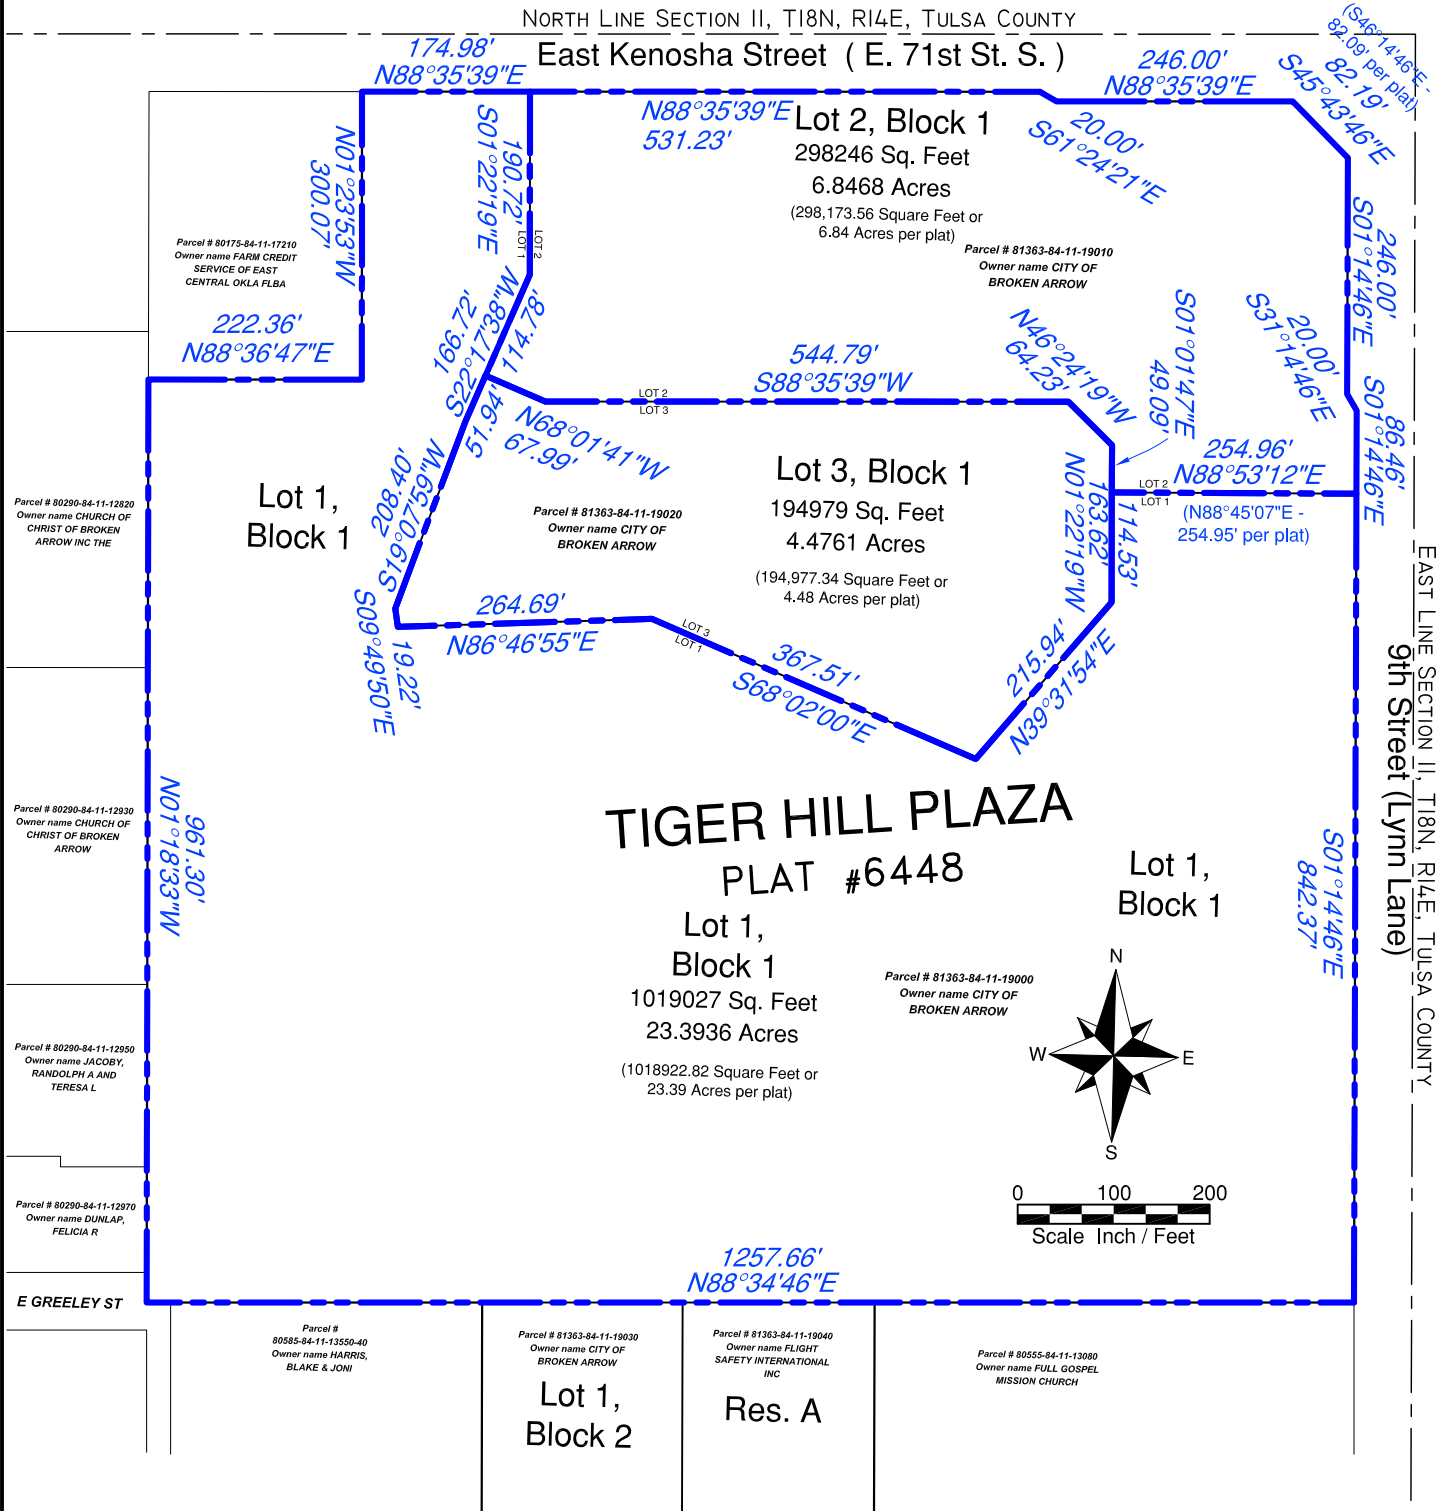 NORTH LINE SECTION 11, T18N, R14E, TULSA COUNTY
East Kenosha Street ( E. 71st St. S. )
174.98'
N88°35'39"E
N88°35'39"E
531.23'
246.00'
N88°35'39"E
(S46°14'46"E -
82.09' per plat)
82.19'
S45°43'46"E
20.00'
S61°24'21"E
Lot 2, Block 1
298246 Sq. Feet
6.8468 Acres
(298,173.56 Square Feet or
6.84 Acres per plat)
Parcel # 81363-84-11-19010
Owner name CITY OF
BROKEN ARROW
N01°23'53"W
300.07'
190.72'
S01°22'19"E
LOT 2
LOT 1
Parcel # 80175-84-11-17210
Owner name FARM CREDIT
SERVICE OF EAST
CENTRAL OKLA FLBA
222.36'
N88°36'47"E
166.72'
S22°17'38"W
114.78'
51.94'
246.00'
S01°14'46"E
20.00'
S31°14'46"E
86.46'
S01°14'46"E
544.79'
S88°35'39"W
LOT 2
LOT 3
N46°24'19"W
64.23'
S01°01'47"E
49.09'
N68°01'41"W
67.99'
254.96'
N88°53'12"E
LOT 2
LOT 1
(N88°45'07"E -
254.95' per plat)
208.40'
S19°07'59"W
Lot 1,
Block 1
Lot 3, Block 1
194979 Sq. Feet
4.4761 Acres
(194,977.34 Square Feet or
4.48 Acres per plat)
Parcel # 81363-84-11-19020
Owner name CITY OF
BROKEN ARROW
114.53'
163.62'
N01°22'19"W
Parcel # 80290-84-11-12820
Owner name CHURCH OF
CHRIST OF BROKEN
ARROW INC THE
19.22'
S09°49'50"E
264.69'
N86°46'55"E
LOT 3
LOT 1
367.51'
S68°02'00"E
215.94'
N39°31'54"E
EAST LINE SECTION 11, T18N, R14E, TULSA COUNTY
9th Street (Lynn Lane)
TIGER HILL PLAZA
PLAT #6448
Parcel # 80290-84-11-12930
Owner name CHURCH OF
CHRIST OF BROKEN
ARROW
961.30'
N01°18'33"W
Lot 1,
Block 1
S01°14'46"E
842.37'
Lot 1,
Block 1
1019027 Sq. Feet
23.3936 Acres
(1018922.82 Square Feet or
23.39 Acres per plat)
Parcel # 81363-84-11-19000
Owner name CITY OF
BROKEN ARROW
N
W
E
S
Parcel # 80290-84-11-12950
Owner name JACOBY,
RANDOLPH A AND
TERESA L
Parcel # 80290-84-11-12970
Owner name DUNLAP,
FELICIA R
0 100 200
Scale Inch / Feet
1257.66'
N88°34'46"E
E GREELEY ST
Parcel #
80585-84-11-13550-40
Owner name HARRIS,
BLAKE & JONI
Parcel # 81363-84-11-19030
Owner name CITY OF
BROKEN ARROW
Lot 1,
Block 2
Parcel # 81363-84-11-19040
Owner name FLIGHT
SAFETY INTERNATIONAL
INC
Res. A
Parcel # 80555-84-11-13080
Owner name FULL GOSPEL
MISSION CHURCH